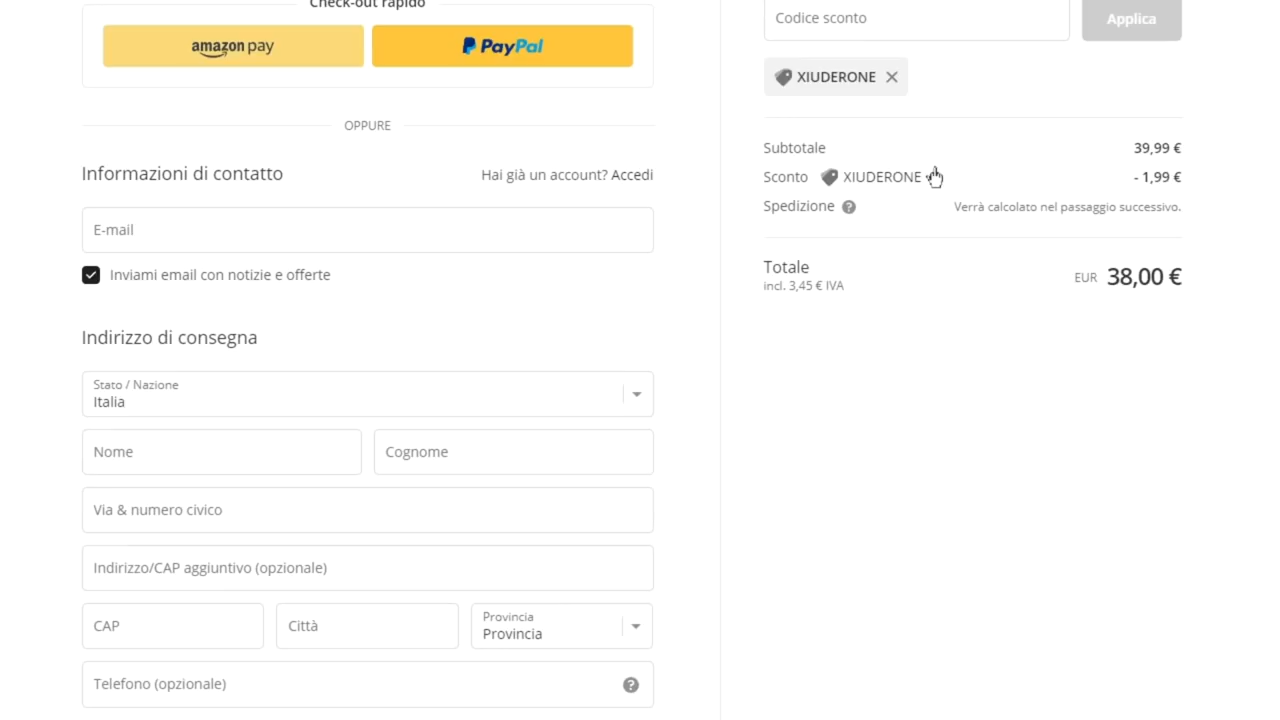 Check-out rapido
amazon pay
PayPal
OPPURE
Informazioni di contatto
Hai già un account? Accedi
E-mail
Inviami email con notizie e offerte
Indirizzo di consegna
Stato / Nazione
Italia
Nome
Cognome
Via & numero civico
Indirizzo/CAP aggiuntivo (opzionale)
CAP
Città
Provincia
Provincia
Telefono (opzionale)
Codice sconto
Applica
XIUDERONE
Subtotale 39,99 €
Sconto XIUDERONE - 1,99 €
Spedizione Verrà calcolato nel passaggio successivo.
Totale EUR 38,00 €
incl. 3,45 € IVA